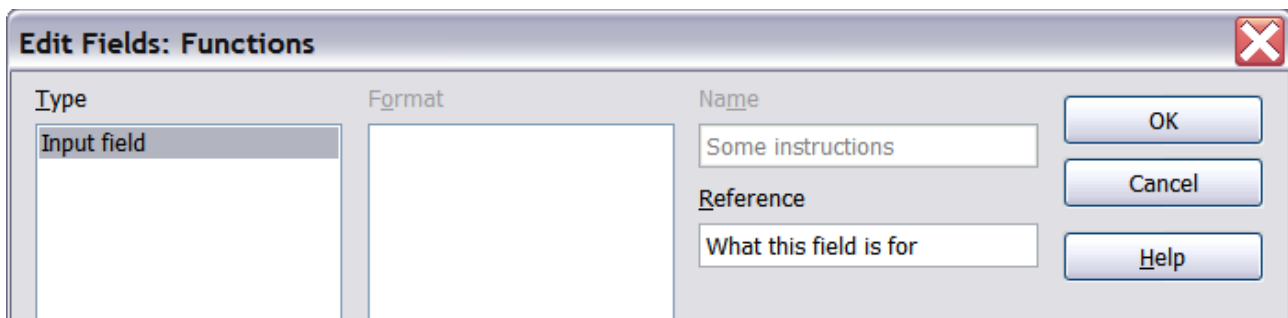 Edit Fields: Functions
Type
Format
Name
Input field
Some instructions
Reference
What this field is for
OK
Cancel
Help